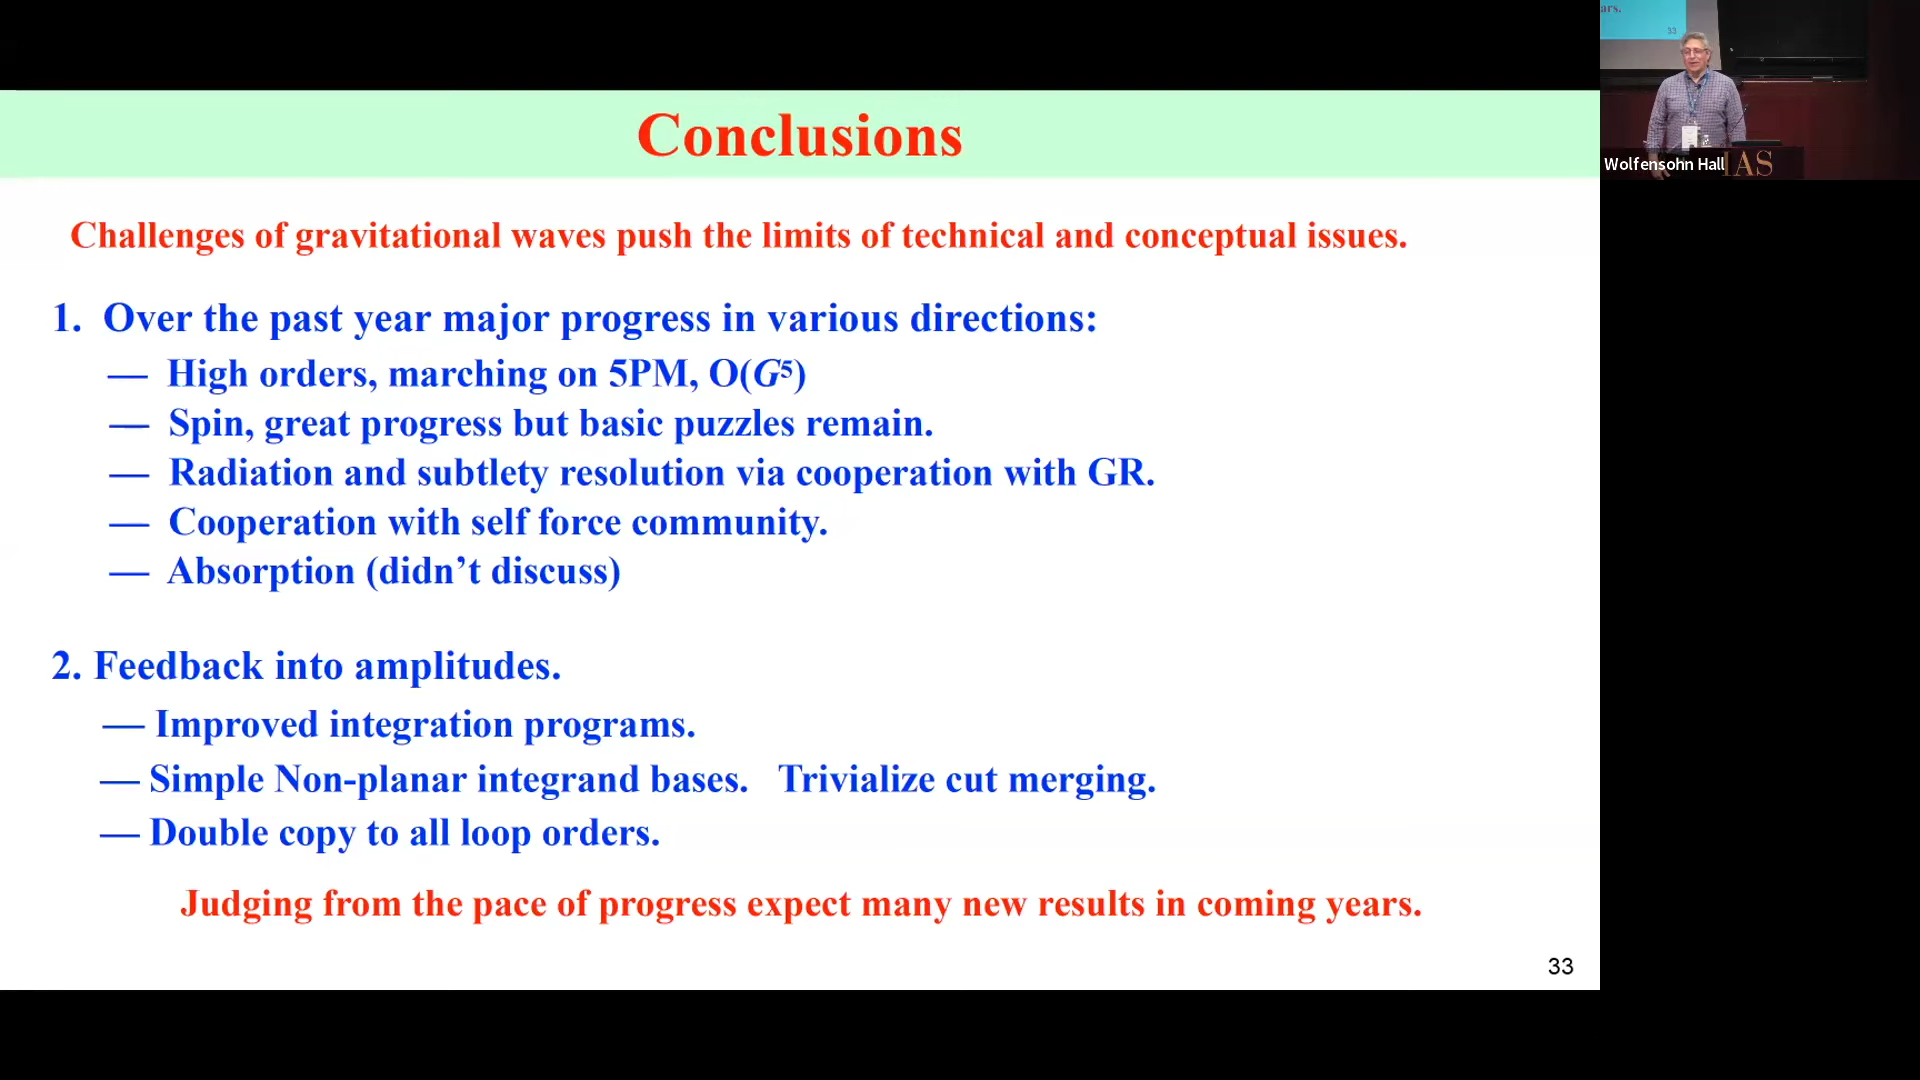 Conclusions
Challenges of gravitational waves push the limits of technical and conceptual issues.
1. Over the past year major progress in various directions:
— High orders, marching on 5PM, O(G⁵)
— Spin, great progress but basic puzzles remain.
— Radiation and subtlety resolution via cooperation with GR.
— Cooperation with self force community.
— Absorption (didn’t discuss)
2. Feedback into amplitudes.
— Improved integration programs.
— Simple Non-planar integrand bases. Trivialize cut merging.
— Double copy to all loop orders.
Judging from the pace of progress expect many new results in coming years.
33
ars.
33
Wolfensohn Hall
IAS